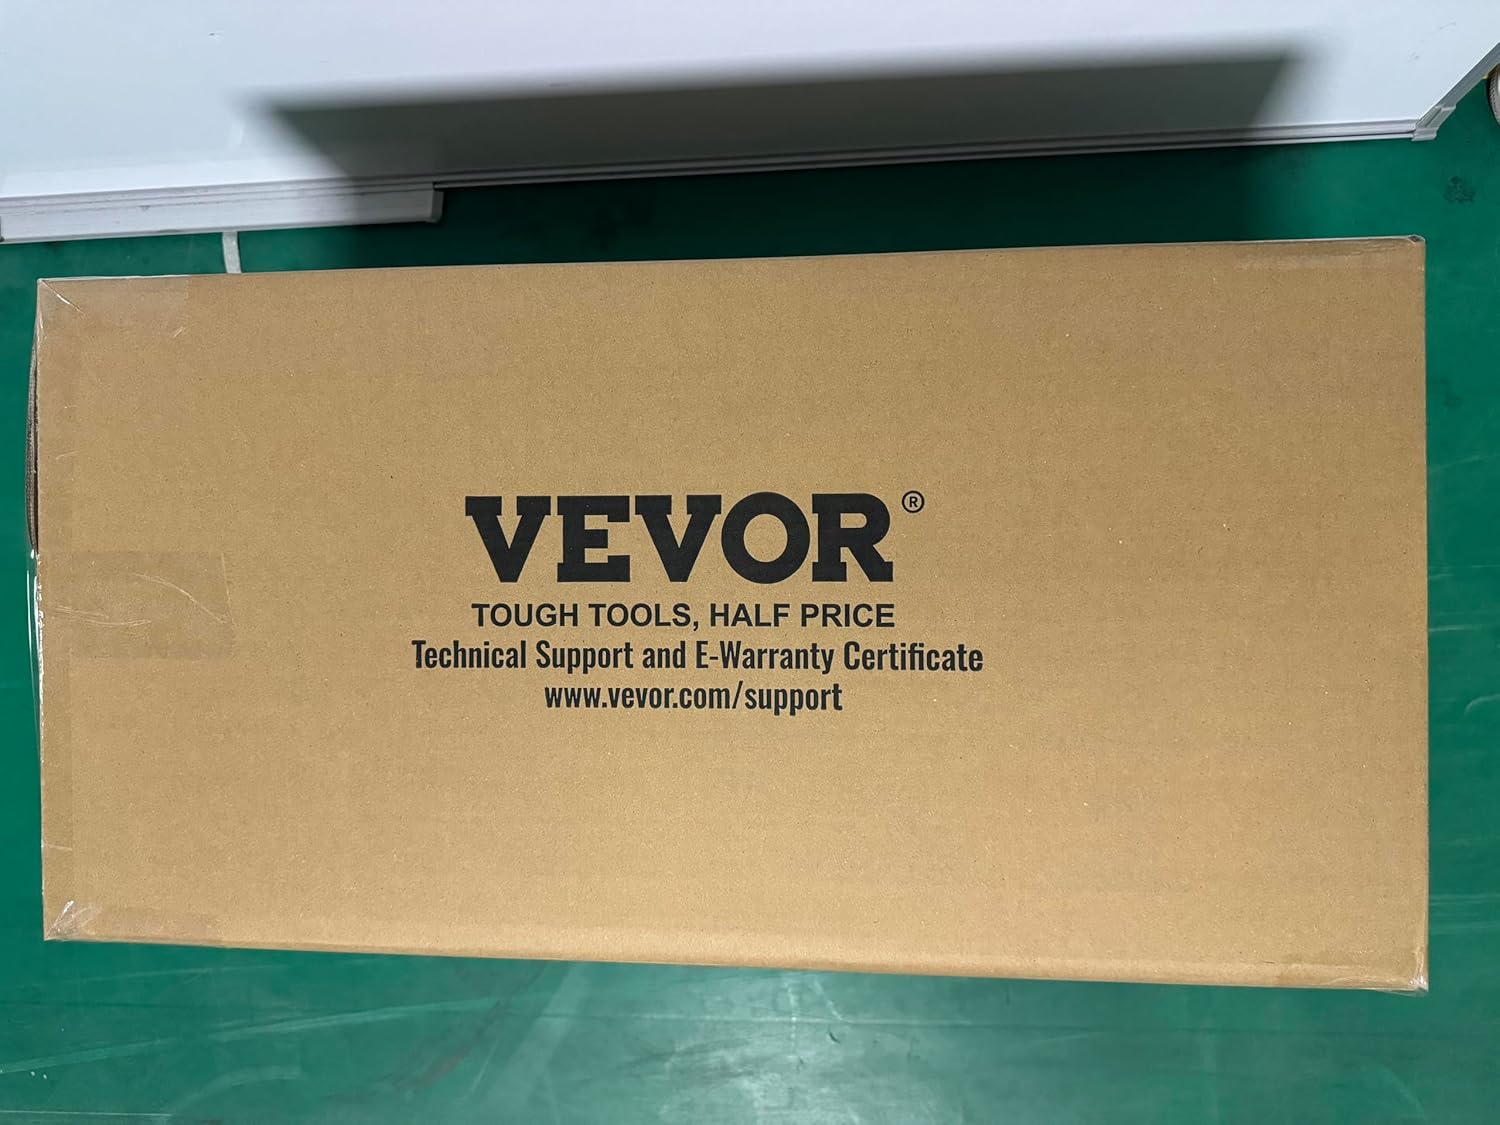 VEVOR®
TOUGH TOOLS, HALF PRICE
Technical Support and E-Warranty Certificate
www.vevor.com/support